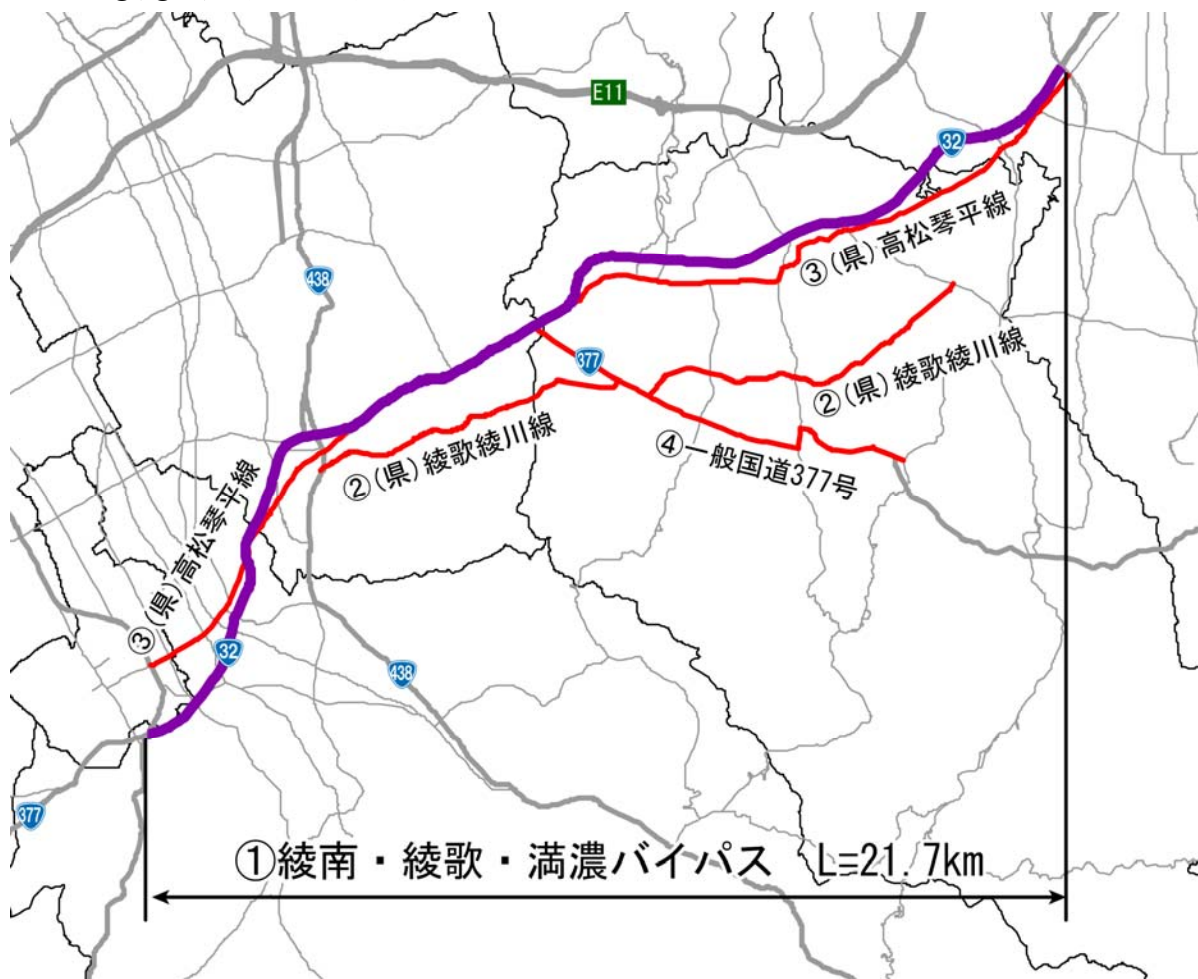 E11
32
438
③(県)高松琴平線
377
②(県)綾歌綾川線
②(県)綾歌綾川線
④一般国道377号
③(県)高松琴平線
32
438
377
①綾南・綾歌・満濃バイパス L=21.7km